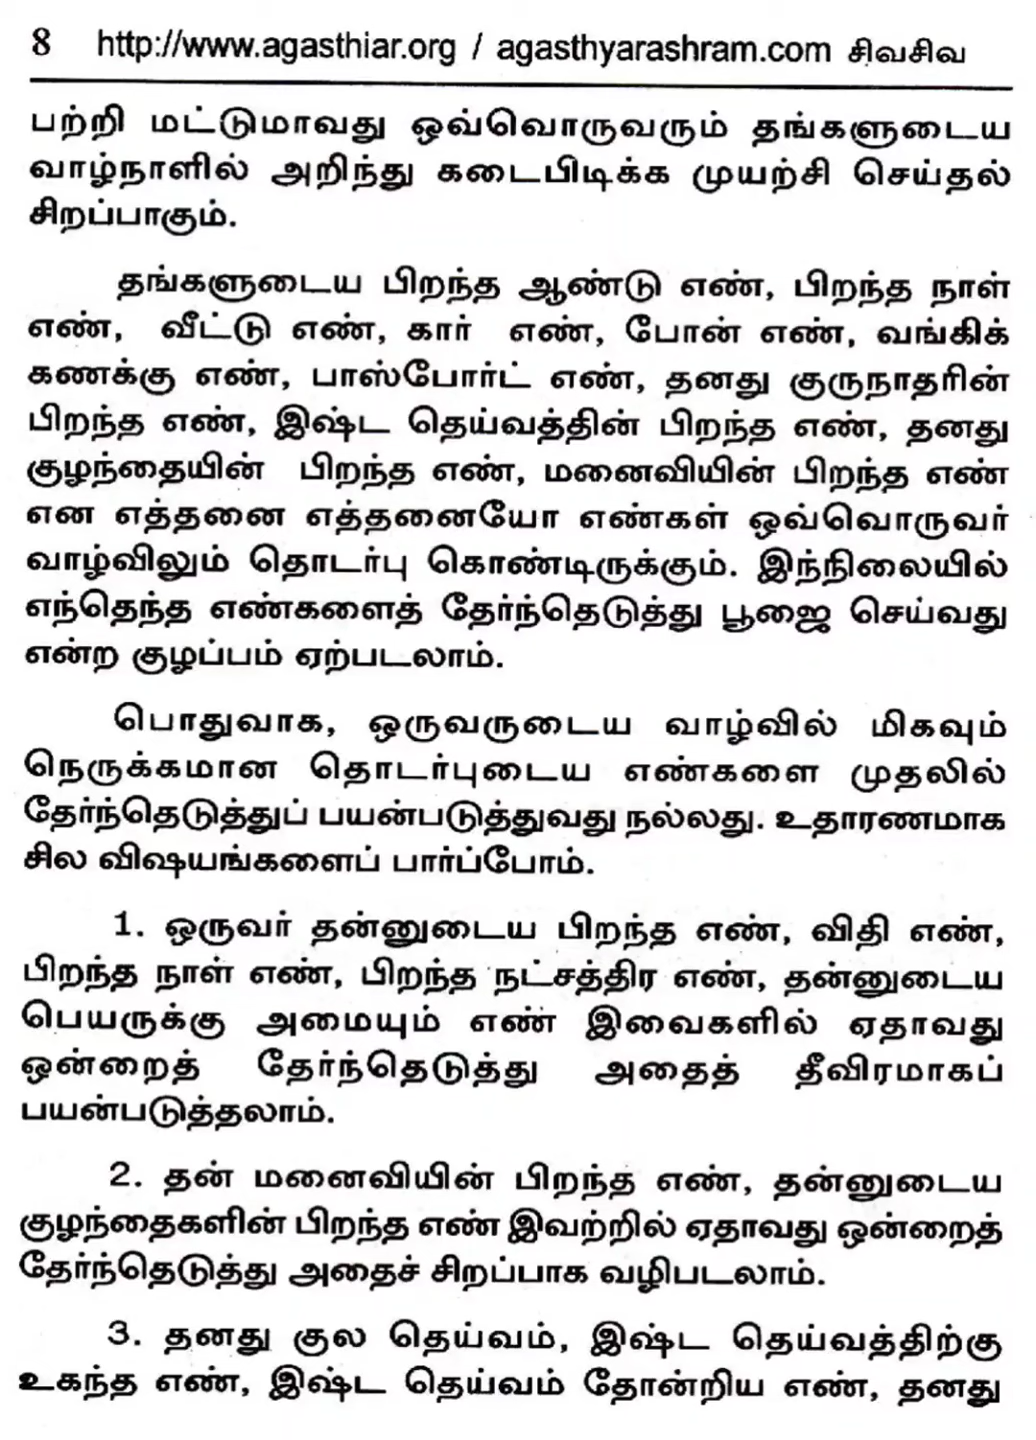 8 http://www.agasthiar.org / agasthyarashram.com சிவசிவ
பற்றி மட்டுமாவது ஒவ்வொருவரும் தங்களுடைய
வாழ்நாளில் அறிந்து கடைபிடிக்க முயற்சி செய்தல்
சிறப்பாகும்.
தங்களுடைய பிறந்த ஆண்டு எண், பிறந்த நாள்
எண், வீட்டு எண், கார் எண், போன் எண், வங்கிக்
கணக்கு எண், பாஸ்போர்ட் எண், தனது குருநாதரின்
பிறந்த எண், இஷ்ட தெய்வத்தின் பிறந்த எண், தனது
குழந்தையின் பிறந்த எண், மனைவியின் பிறந்த எண்
என எத்தனை எத்தனையோ எண்கள் ஒவ்வொருவர்
வாழ்விலும் தொடர்பு கொண்டிருக்கும். இந்நிலையில்
எந்தெந்த எண்களைத் தேர்ந்தெடுத்து பூஜை செய்வது
என்ற குழப்பம் ஏற்படலாம்.
பொதுவாக, ஒருவருடைய வாழ்வில் மிகவும்
நெருக்கமான தொடர்புடைய எண்களை முதலில்
தேர்ந்தெடுத்துப் பயன்படுத்துவது நல்லது. உதாரணமாக
சில விஷயங்களைப் பார்ப்போம்.
1. ஒருவர் தன்னுடைய பிறந்த எண், விதி எண்,
பிறந்த நாள் எண், பிறந்த நட்சத்திர எண், தன்னுடைய
பெயருக்கு அமையும் எண் இவைகளில் ஏதாவது
ஒன்றைத் தேர்ந்தெடுத்து அதைத் தீவிரமாகப்
பயன்படுத்தலாம்.
2. தன் மனைவியின் பிறந்த எண், தன்னுடைய
குழந்தைகளின் பிறந்த எண் இவற்றில் ஏதாவது ஒன்றைத்
தேர்ந்தெடுத்து அதைச் சிறப்பாக வழிபடலாம்.
3. தனது குல தெய்வம், இஷ்ட தெய்வத்திற்கு
உகந்த எண், இஷ்ட தெய்வம் தோன்றிய எண், தனது